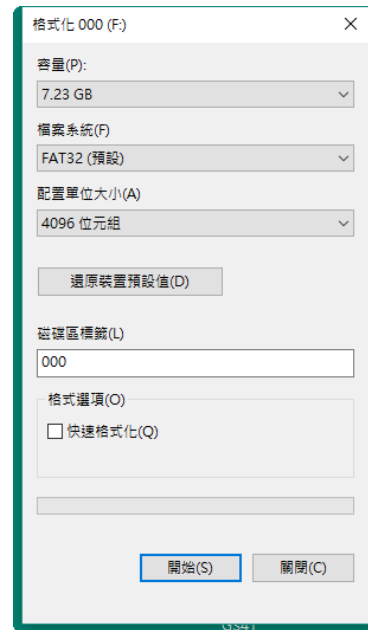 格式化 000 (F:)
容量(P):
7.23 GB
檔案系統(F)
FAT32 (預設)
配置單位大小(A)
4096 位元組
還原裝置預設值(D)
磁碟區標籤(L)
000
格式選項(O)
快速格式化(Q)
開始(S)
關閉(C)